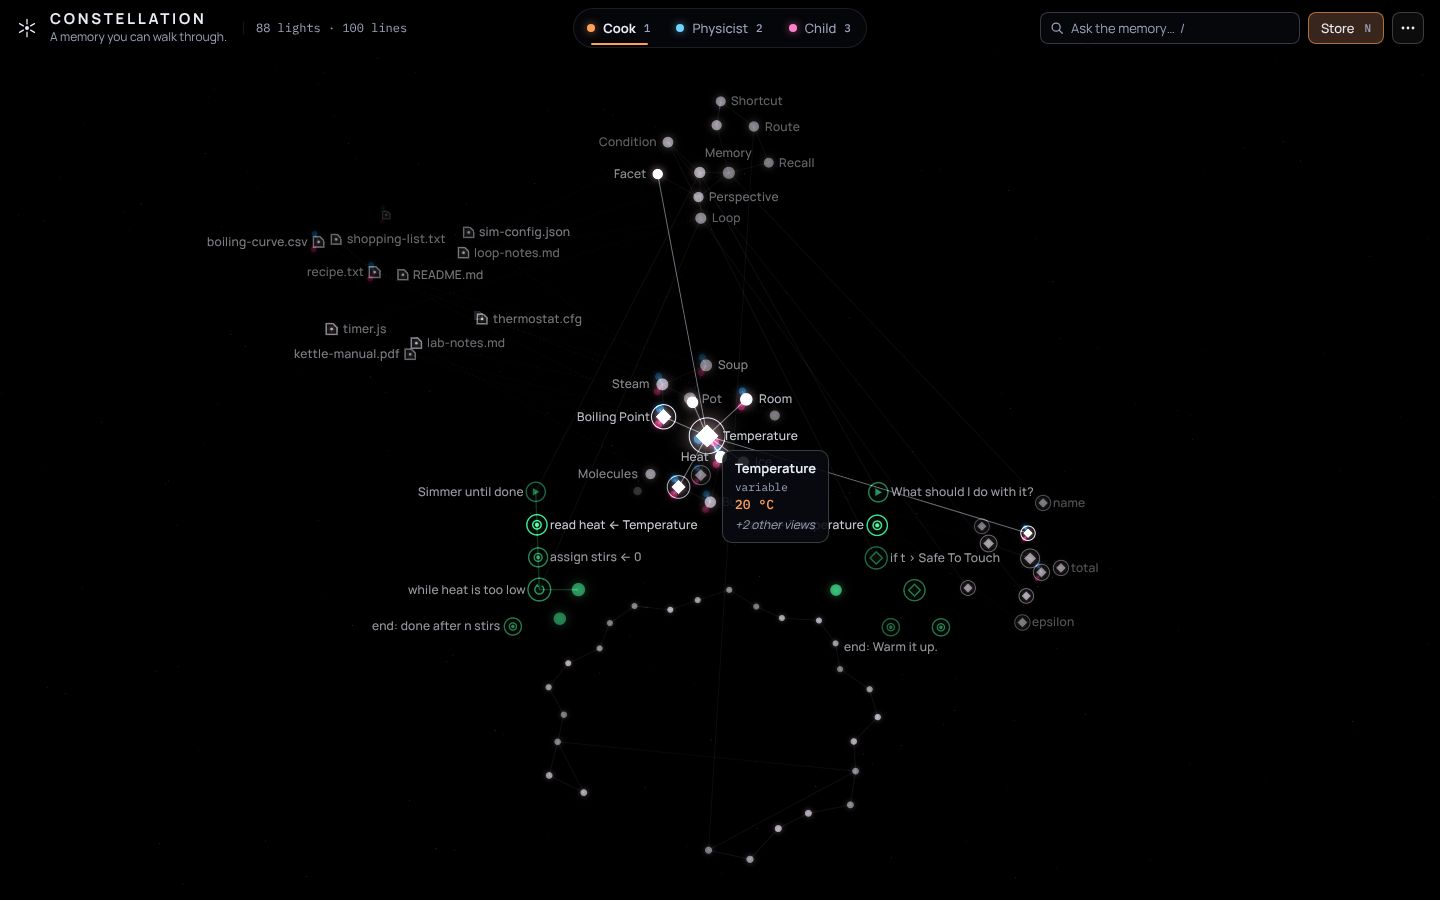 CONSTELLATION
A memory you can walk through.
88 lights · 100 lines
Cook 1
Physicist 2
Child 3
Ask the memory… /
Store N
Shortcut
Route
Condition
Memory
Recall
Facet
Perspective
Loop
boiling-curve.csv
shopping-list.txt
sim-config.json
loop-notes.md
recipe.txt
README.md
thermostat.cfg
timer.js
lab-notes.md
kettle-manual.pdf
Soup
Steam
Pot
Room
Boiling Point
Temperature
Heat
Molecules
Temperature
variable
20 °C
+2 other views
Simmer until done
What should I do with it?
name
read heat ← Temperature
erature
assign stirs ← 0
if t > Safe To Touch
total
while heat is too low
end: done after n stirs
epsilon
end: Warm it up.